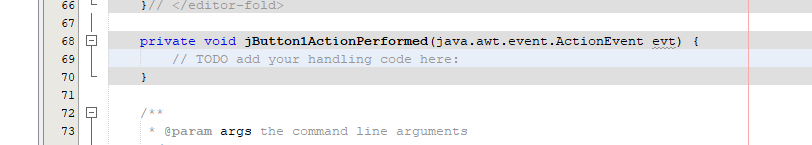 66 }// </editor-fold>
67
68 private void jButton1ActionPerformed(java.awt.event.ActionEvent evt) {
69 // TODO add your handling code here:
70 }
71
72 /**
73 * @param args the command line arguments